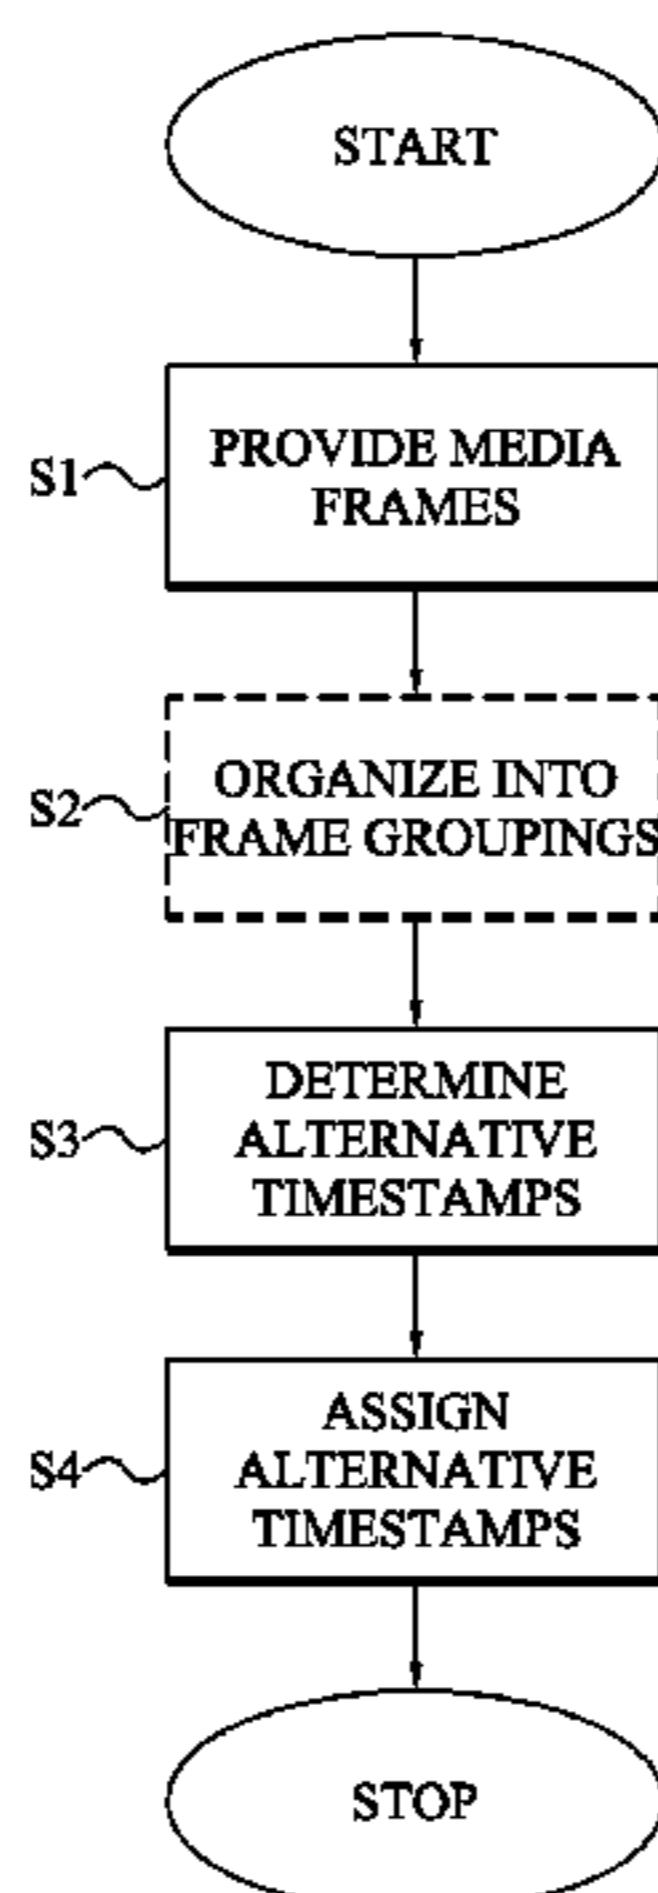 START
S1
PROVIDE MEDIA
FRAMES
S2
ORGANIZE INTO
FRAME GROUPINGS
S3
DETERMINE
ALTERNATIVE
TIMESTAMPS
S4
ASSIGN
ALTERNATIVE
TIMESTAMPS
STOP